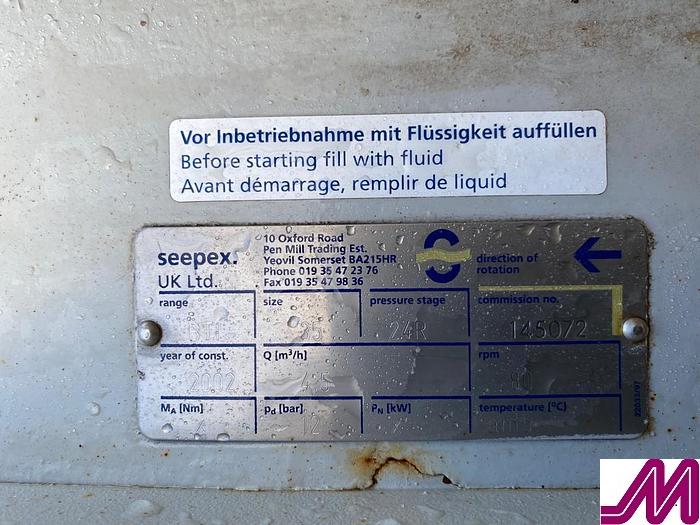 Vor Inbetriebnahme mit Flüssigkeit auffüllen
Before starting fill with fluid
Avant démarrage, remplir de liquid
seepex.
UK Ltd.
10 Oxford Road
Pen Mill Trading Est.
Yeovil Somerset BA215HR
Phone 019 35 47 23 76
Fax 019 35 47 98 36
direction of
rotation
range
size
pressure stage
commission no.
35
24R
145072
year of const.
Q [m³/h]
rpm
2002
4.5
MA [Nm]
pd [bar]
PN [kW]
temperature [°C]
12
M